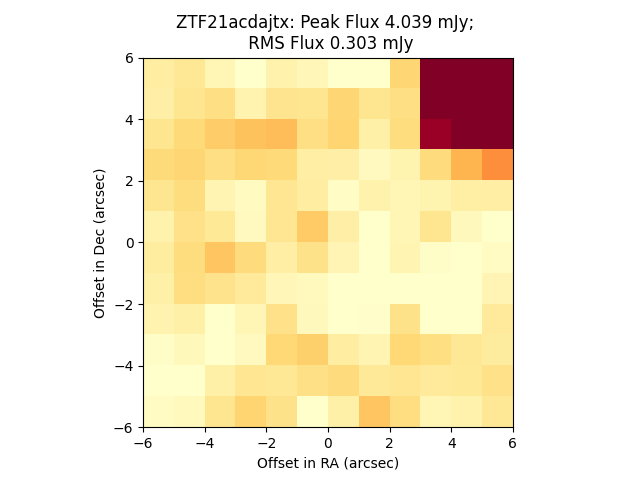 ZTF21acdajtx: Peak Flux 4.039 mJy;
RMS Flux 0.303 mJy
6
4
2
0
−2
−4
−6
Offset in Dec (arcsec)
−6 −4 −2 0 2 4 6
Offset in RA (arcsec)